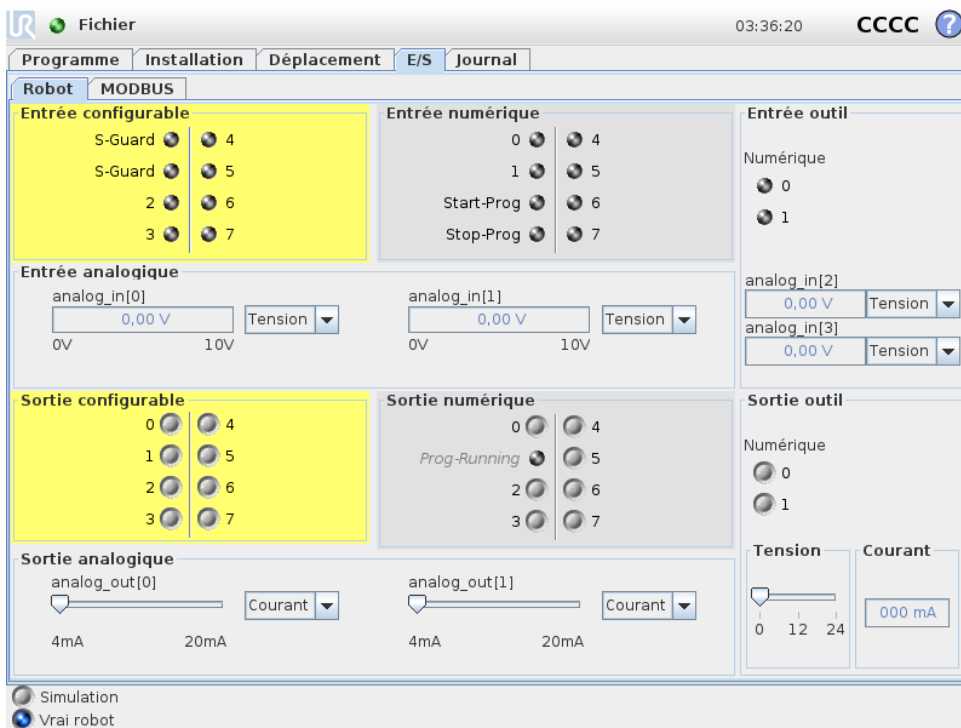 UR Fichier 03:36:20 CCCC ?
Programme Installation Déplacement E/S Journal
Robot MODBUS
Entrée configurable
S-Guard 4
S-Guard 5
2 6
3 7
Entrée numérique
0 4
1 5
Start-Prog 6
Stop-Prog 7
Entrée outil
Numérique
0
1
analog_in[2]
0,00 V Tension
analog_in[3]
0,00 V Tension
Entrée analogique
analog_in[0]
0,00 V Tension
0V 10V
analog_in[1]
0,00 V Tension
0V 10V
Sortie configurable
0 4
1 5
2 6
3 7
Sortie numérique
0 4
Prog-Running 5
2 6
3 7
Sortie outil
Numérique
0
1
Tension
0 12 24
Courant
000 mA
Sortie analogique
analog_out[0]
Courant
4mA 20mA
analog_out[1]
Courant
4mA 20mA
Simulation
Vrai robot